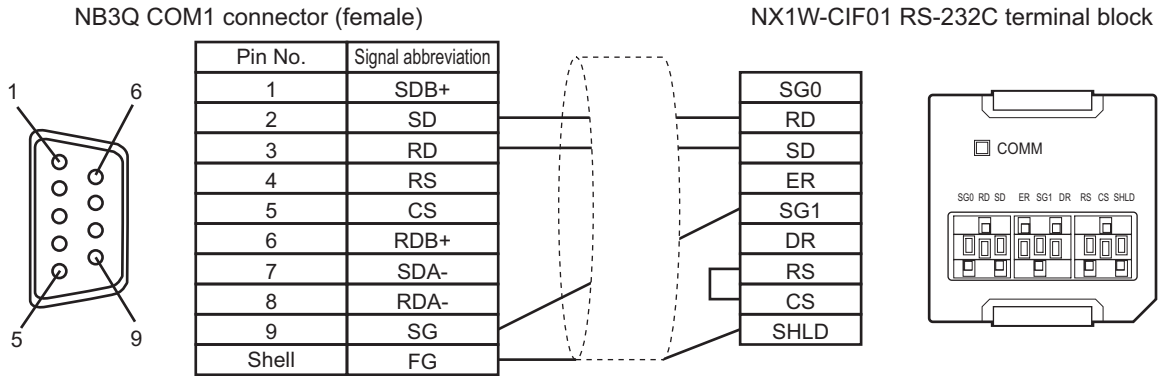 NB3Q COM1 connector (female)
NX1W-CIF01 RS-232C terminal block
1
6
5
9
Pin No. Signal abbreviation
1 SDB+
2 SD
3 RD
4 RS
5 CS
6 RDB+
7 SDA-
8 RDA-
9 SG
Shell FG
SG0
RD
SD
ER
SG1
DR
RS
CS
SHLD
COMM
SG0 RD SD ER SG1 DR RS CS SHLD